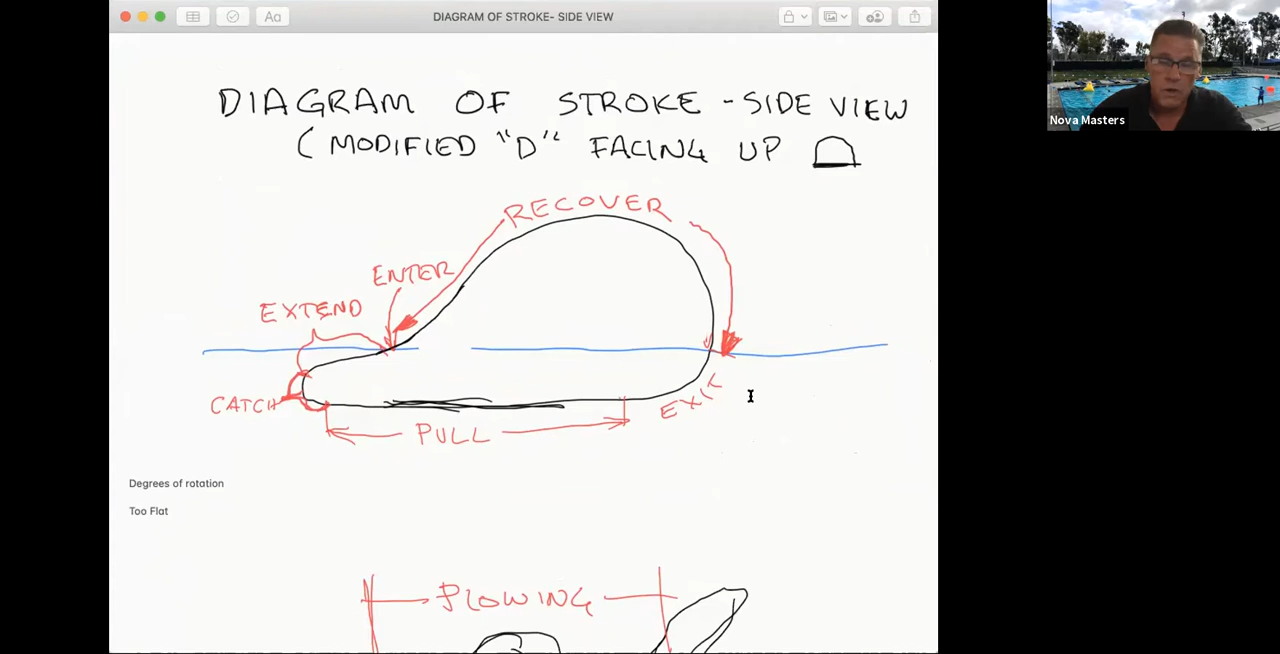 DIAGRAM OF STROKE- SIDE VIEW
Aa
Nova Masters
DIAGRAM OF STROKE - SIDE VIEW
( MODIFIED "D" FACING UP
RECOVER
ENTER
EXTEND
CATCH
EXIT
PULL
Degrees of rotation
Too Flat
PLOWING